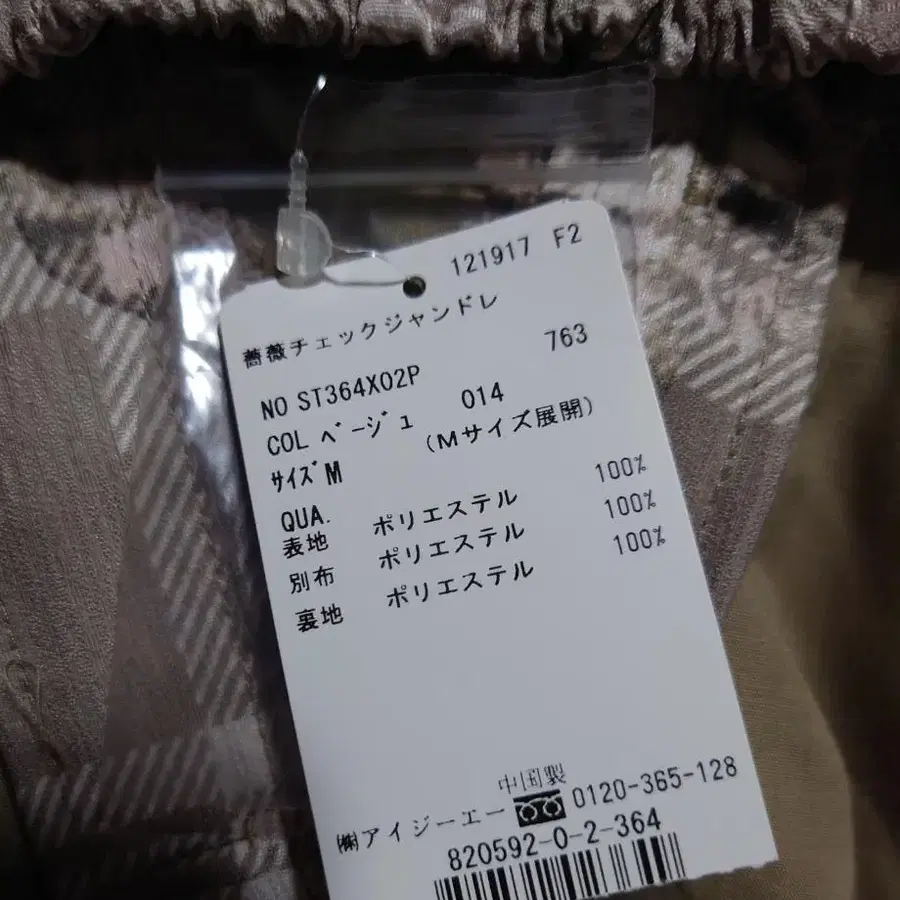 121917 F2
薔薇チェックジャンドレ
763
NO ST364X02P
COL ベージュ 014
サイズ M (Mサイズ展開)
QUA.
表地 ポリエステル 100%
別布 ポリエステル 100%
裏地 ポリエステル 100%
中国製
㈱アイジーエー 0120-365-128
820592-0-2-364